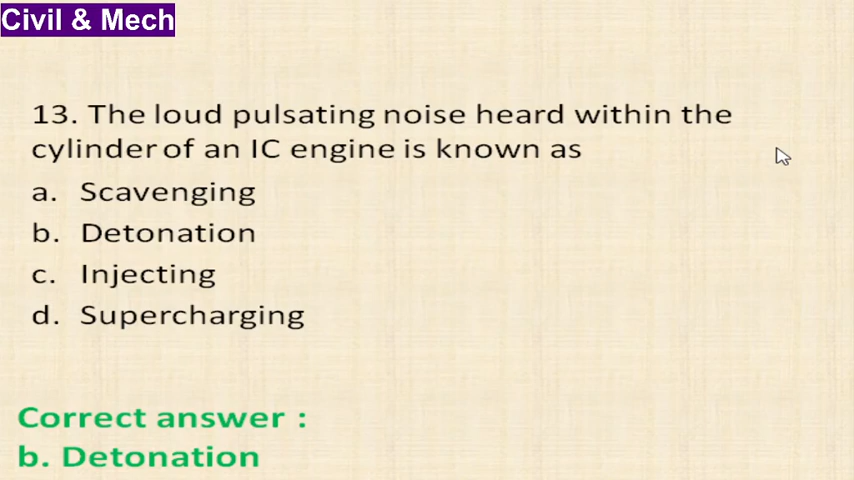 Civil & Mech
13. The loud pulsating noise heard within the
cylinder of an IC engine is known as
a. Scavenging
b. Detonation
c. Injecting
d. Supercharging
Correct answer :
b. Detonation